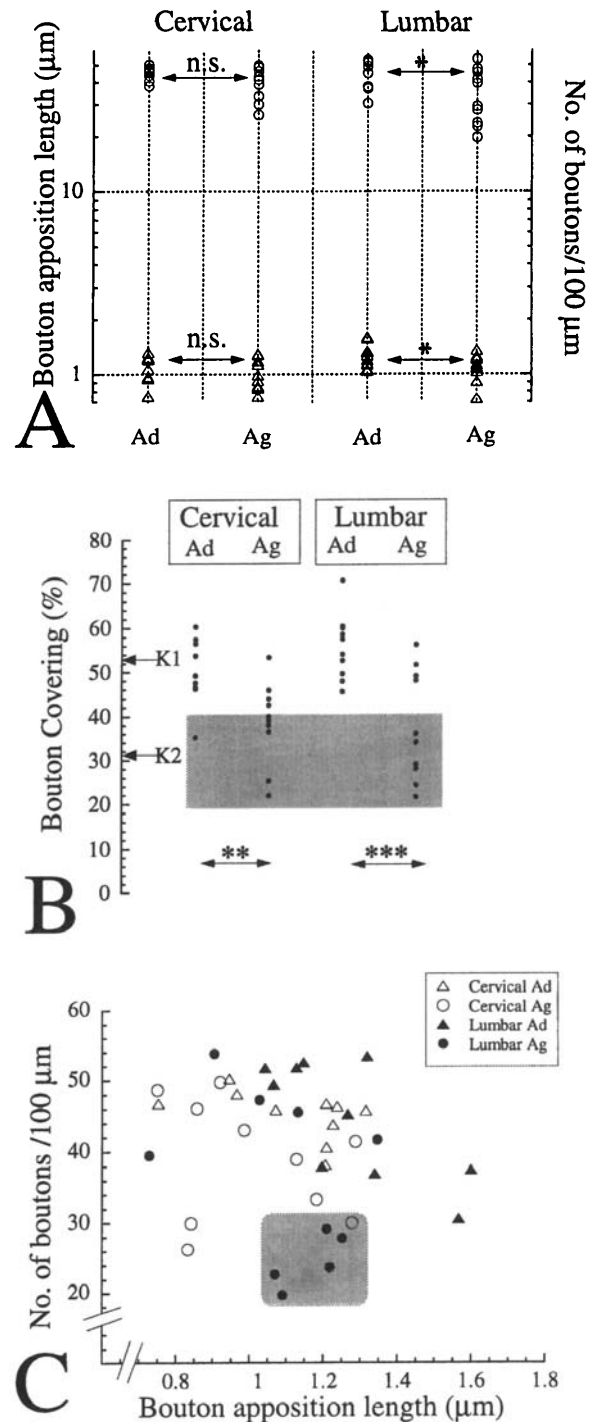 Cervical Lumbar
Bouton apposition length (μm)
No. of boutons/100 μm
n.s. *
10
n.s. *
1
Ad Ag Ad Ag
A
Cervical Lumbar
Ad Ag Ad Ag
Bouton Covering (%)
80
70
60
50
40
30
20
10
0
K1
K2
** ***
B
Cervical Ad
Cervical Ag
Lumbar Ad
Lumbar Ag
No. of boutons /100 μm
60
50
40
30
20
0.8 1 1.2 1.4 1.6 1.8
Bouton apposition length (μm)
C